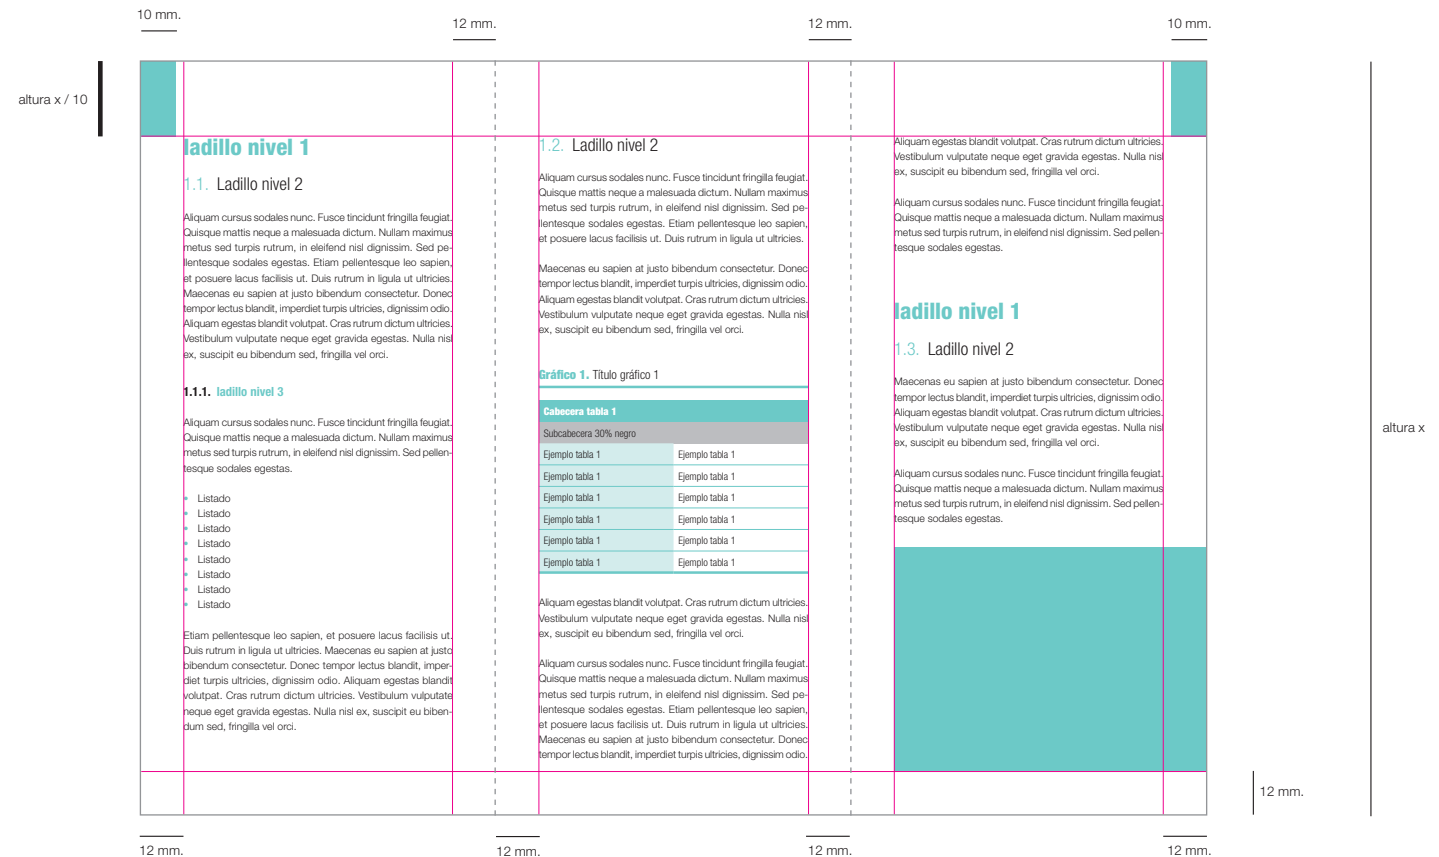 10 mm.
12 mm.
12 mm.
10 mm.
altura x / 10
ladillo nivel 1
1.1. Ladillo nivel 2
Aliquam cursus sodales nunc. Fusce tincidunt fringilla feugiat.
Quisque mattis neque a malesuada dictum. Nullam maximus
metus sed turpis rutrum, in eleifend nisl dignissim. Sed pe-
llentesque sodales egestas. Etiam pellentesque leo sapien,
et posuere lacus facilisis ut. Duis rutrum in ligula ut ultricies.
Maecenas eu sapien at justo bibendum consectetur. Donec
tempor lectus blandit, imperdiet turpis ultricies, dignissim odio.
Aliquam egestas blandit volutpat. Cras rutrum dictum ultricies.
Vestibulum vulputate neque eget gravida egestas. Nulla nisl
ex, suscipit eu bibendum sed, fringilla vel orci.
1.1.1. ladillo nivel 3
Aliquam cursus sodales nunc. Fusce tincidunt fringilla feugiat.
Quisque mattis neque a malesuada dictum. Nullam maximus
metus sed turpis rutrum, in eleifend nisl dignissim. Sed pellen-
tesque sodales egestas.
Listado
Listado
Listado
Listado
Listado
Listado
Listado
Listado
Etiam pellentesque leo sapien, et posuere lacus facilisis ut.
Duis rutrum in ligula ut ultricies. Maecenas eu sapien at justo
bibendum consectetur. Donec tempor lectus blandit, imper-
diet turpis ultricies, dignissim odio. Aliquam egestas blandit
volutpat. Cras rutrum dictum ultricies. Vestibulum vulputate
neque eget gravida egestas. Nulla nisl ex, suscipit eu biben-
dum sed, fringilla vel orci.
1.2. Ladillo nivel 2
Aliquam cursus sodales nunc. Fusce tincidunt fringilla feugiat.
Quisque mattis neque a malesuada dictum. Nullam maximus
metus sed turpis rutrum, in eleifend nisl dignissim. Sed pe-
llentesque sodales egestas. Etiam pellentesque leo sapien,
et posuere lacus facilisis ut. Duis rutrum in ligula ut ultricies.
Maecenas eu sapien at justo bibendum consectetur. Donec
tempor lectus blandit, imperdiet turpis ultricies, dignissim odio.
Aliquam egestas blandit volutpat. Cras rutrum dictum ultricies.
Vestibulum vulputate neque eget gravida egestas. Nulla nisl
ex, suscipit eu bibendum sed, fringilla vel orci.
Gráfico 1. Título gráfico 1
Cabecera tabla 1
Subcabecera 30% negro
Ejemplo tabla 1 Ejemplo tabla 1
Ejemplo tabla 1 Ejemplo tabla 1
Ejemplo tabla 1 Ejemplo tabla 1
Ejemplo tabla 1 Ejemplo tabla 1
Ejemplo tabla 1 Ejemplo tabla 1
Ejemplo tabla 1 Ejemplo tabla 1
Aliquam egestas blandit volutpat. Cras rutrum dictum ultricies.
Vestibulum vulputate neque eget gravida egestas. Nulla nisl
ex, suscipit eu bibendum sed, fringilla vel orci.
Aliquam cursus sodales nunc. Fusce tincidunt fringilla feugiat.
Quisque mattis neque a malesuada dictum. Nullam maximus
metus sed turpis rutrum, in eleifend nisl dignissim. Sed pe-
llentesque sodales egestas. Etiam pellentesque leo sapien,
et posuere lacus facilisis ut. Duis rutrum in ligula ut ultricies.
Maecenas eu sapien at justo bibendum consectetur. Donec
tempor lectus blandit, imperdiet turpis ultricies, dignissim odio.
Aliquam egestas blandit volutpat. Cras rutrum dictum ultricies.
Vestibulum vulputate neque eget gravida egestas. Nulla nisl
ex, suscipit eu bibendum sed, fringilla vel orci.
Aliquam cursus sodales nunc. Fusce tincidunt fringilla feugiat.
Quisque mattis neque a malesuada dictum. Nullam maximus
metus sed turpis rutrum, in eleifend nisl dignissim. Sed pellen-
tesque sodales egestas.
ladillo nivel 1
1.3. Ladillo nivel 2
Maecenas eu sapien at justo bibendum consectetur. Donec
tempor lectus blandit, imperdiet turpis ultricies, dignissim odio.
Aliquam egestas blandit volutpat. Cras rutrum dictum ultricies.
Vestibulum vulputate neque eget gravida egestas. Nulla nisl
ex, suscipit eu bibendum sed, fringilla vel orci.
Aliquam cursus sodales nunc. Fusce tincidunt fringilla feugiat.
Quisque mattis neque a malesuada dictum. Nullam maximus
metus sed turpis rutrum, in eleifend nisl dignissim. Sed pellen-
tesque sodales egestas.
altura x
12 mm.
12 mm.
12 mm.
12 mm.
12 mm.